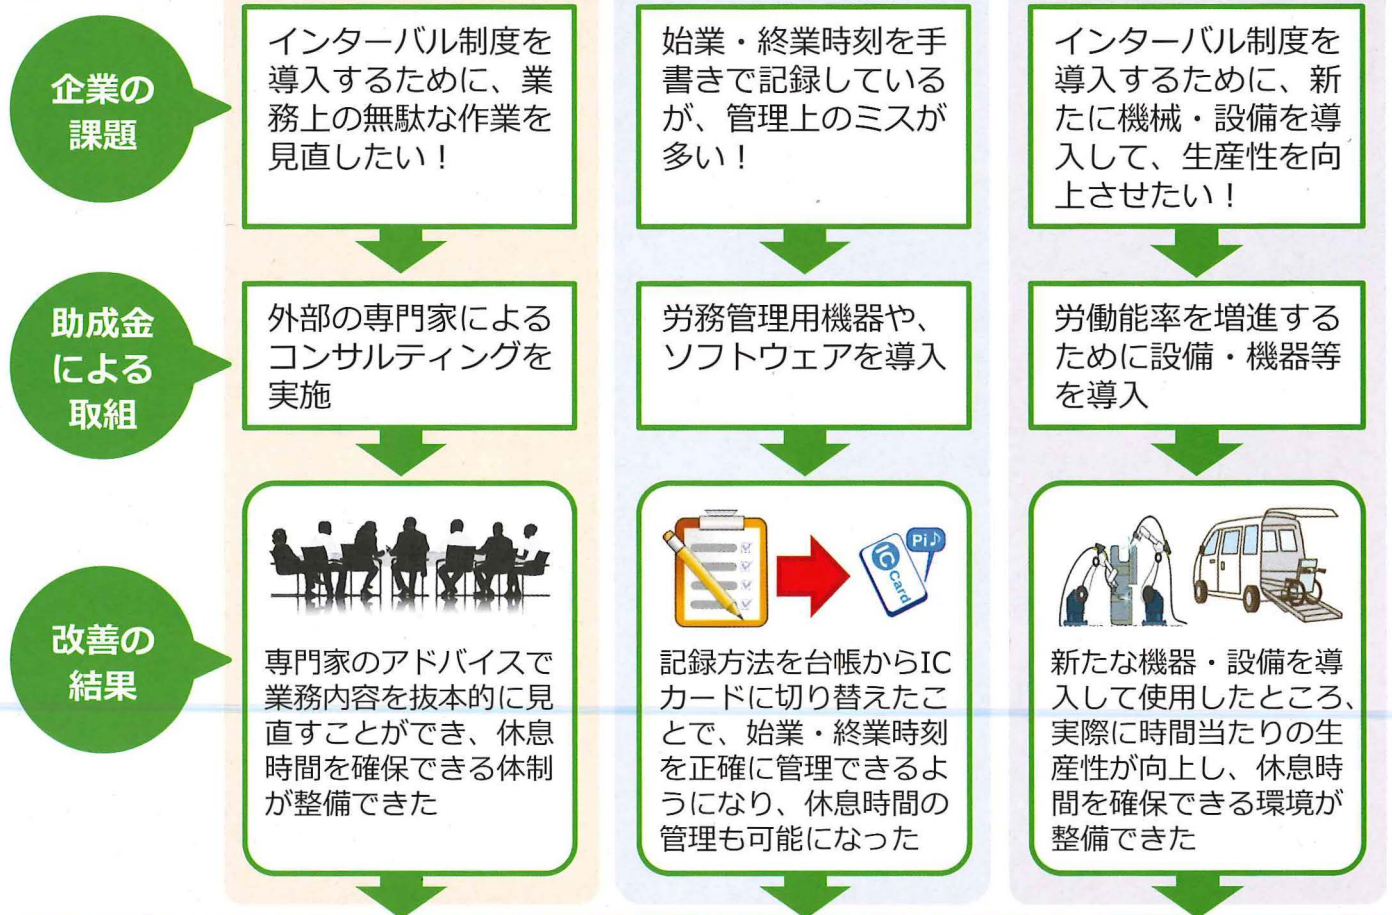 企業の
課題
インターバル制度を
導入するために、業
務上の無駄な作業を
見直したい！
始業・終業時刻を手
書きで記録している
が、管理上のミスが
多い！
インターバル制度を
導入するために、新
たに機械・設備を導
入して、生産性を向
上させたい！
助成金
による
取組
外部の専門家による
コンサルティングを
実施
労務管理用機器や、
ソフトウェアを導入
労働能率を増進する
ために設備・機器等
を導入
改善の
結果
専門家のアドバイスで
業務内容を抜本的に見
直すことができ、休息
時間を確保できる体制
が整備できた
Pi♪
IC
Card
記録方法を台帳からIC
カードに切り替えたこ
とで、始業・終業時刻
を正確に管理できるよ
うになり、休息時間の
管理も可能になった
新たな機器・設備を導
入して使用したところ、
実際に時間当たりの生
産性が向上し、休息時
間を確保できる環境が
整備できた